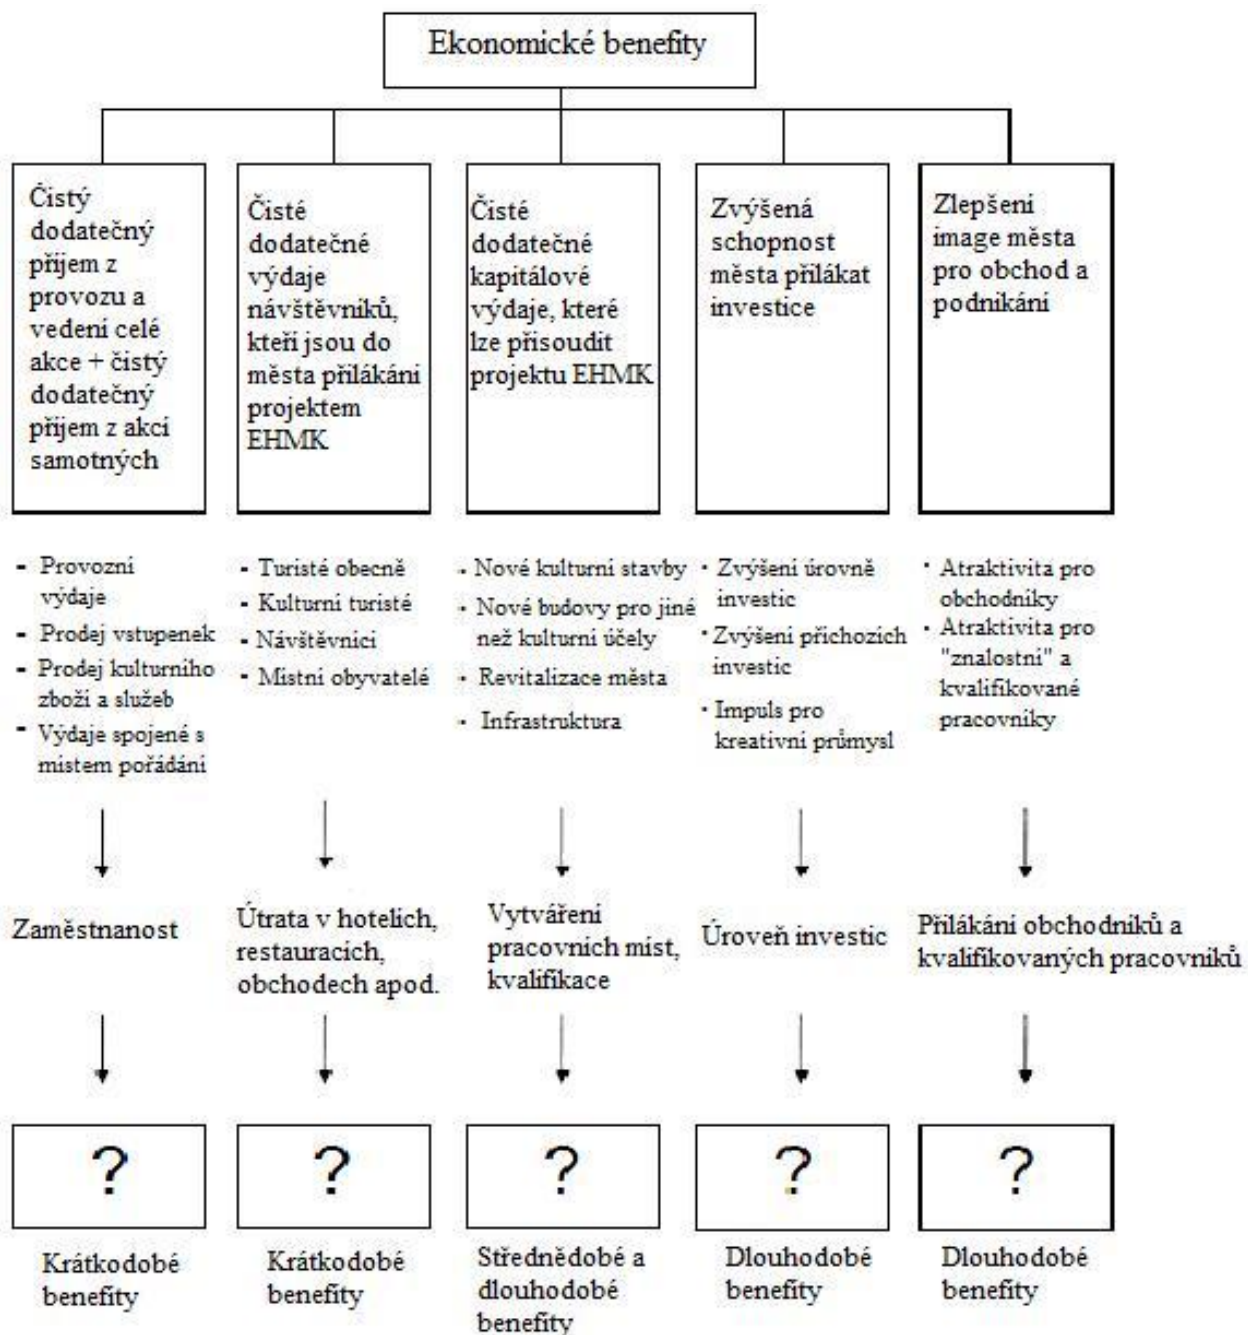 Ekonomické benefity
Čistý
dodatečný
příjem z
provozu a
vedení celé
akce + čistý
dodatečný
příjem z akcí
samotných
Čisté
dodatečné
výdaje
návštěvníků,
kteří jsou do
města přilákáni
projektem
EHMK
Čisté
dodatečné
kapitálové
výdaje, které
lze přisoudit
projektu EHMK
Zvýšená
schopnost
města přilákat
investice
Zlepšení
image města
pro obchod a
podnikání
- Provozní
výdaje
- Prodej vstupenek
- Prodej kulturního
zboží a služeb
- Výdaje spojené s
místem pořádání
- Turisté obecně
- Kulturní turisté
- Návštěvníci
- Místní obyvatelé
- Nové kulturní stavby
- Nové budovy pro jiné
než kulturní účely
- Revitalizace města
- Infrastruktura
· Zvýšení úrovně
investic
· Zvýšení příchozích
investic
· Impuls pro
kreativní průmysl
· Atraktivita pro
obchodníky
· Atraktivita pro
"znalostní" a
kvalifikované
pracovníky
Zaměstnanost
Útrata v hotelích,
restauracích,
obchodech apod.
Vytváření
pracovních míst,
kvalifikace
Úroveň investic
Přilákání obchodníků a
kvalifikovaných pracovníků
?
?
?
?
?
Krátkodobé
benefity
Krátkodobé
benefity
Střednědobé a
dlouhodobé
benefity
Dlouhodobé
benefity
Dlouhodobé
benefity